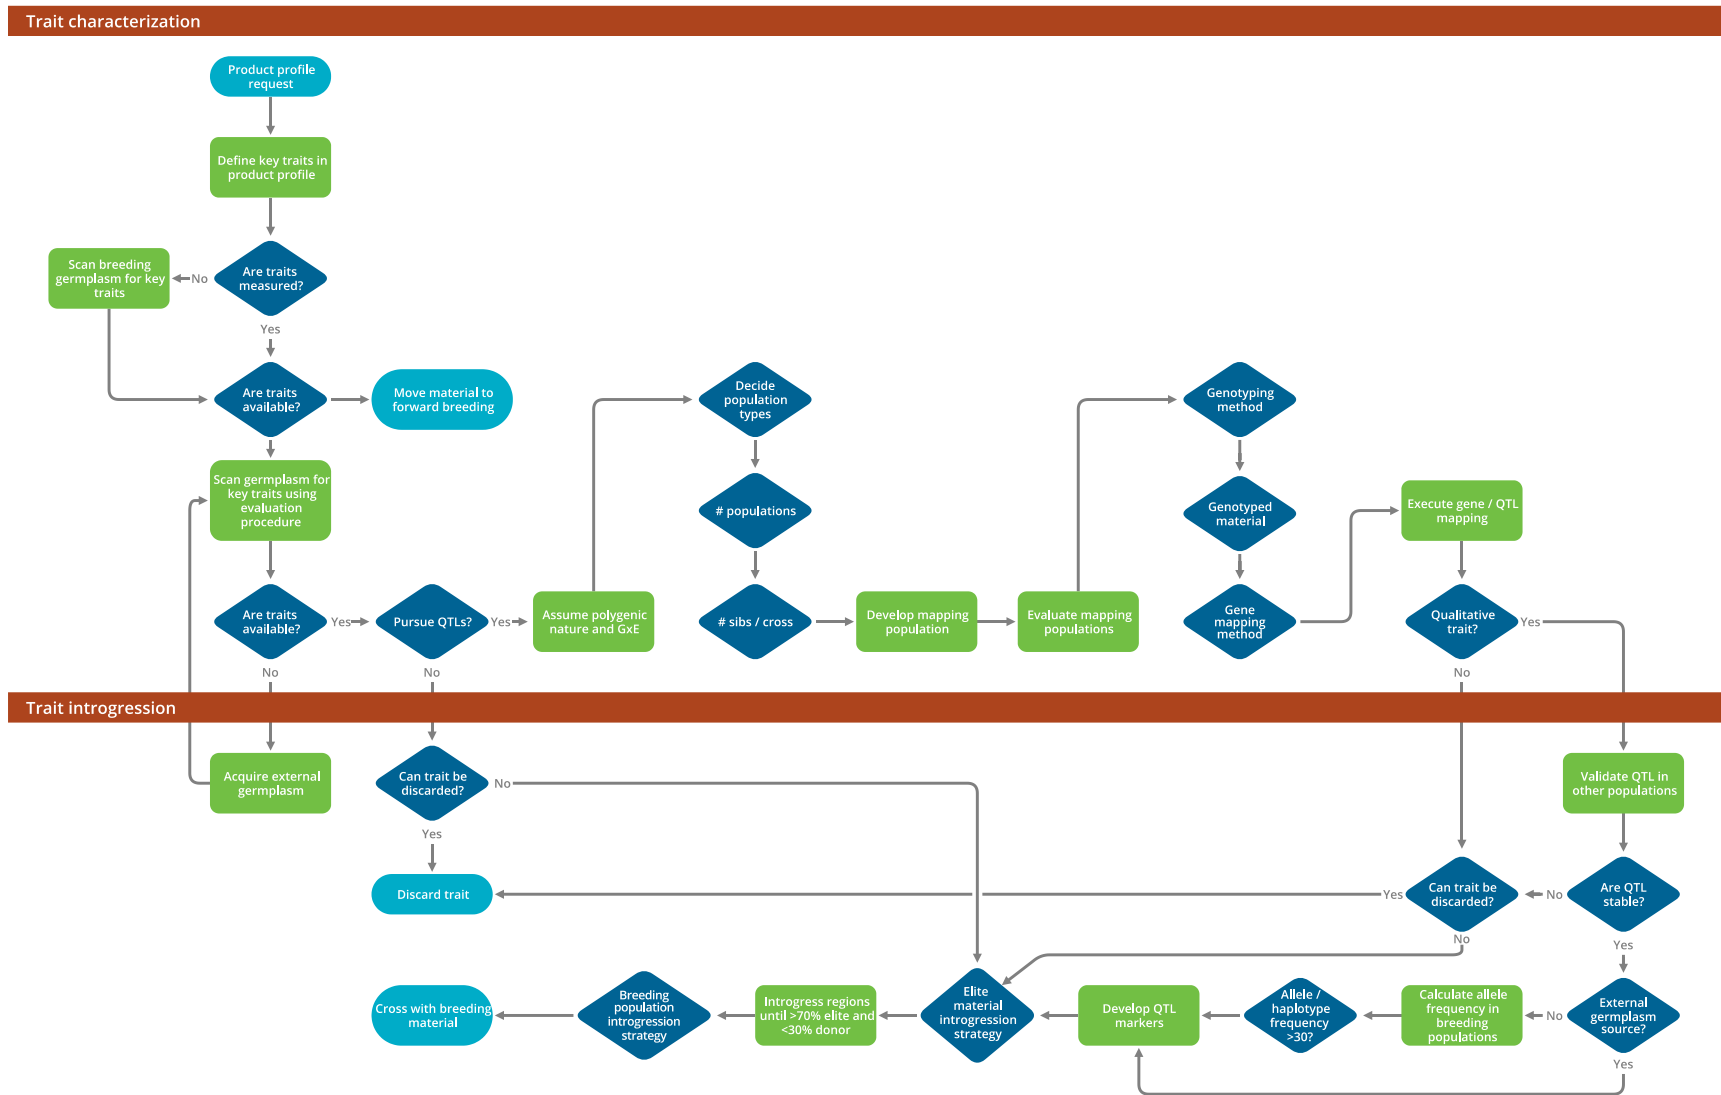 Trait characterization
Product profile
request
Define key traits in
product profile
Are traits
measured?
No
Scan breeding
germplasm for key
traits
Yes
Are traits
available?
Move material to
forward breeding
Scan germplasm for
key traits using
evaluation
procedure
Are traits
available?
Yes
No
Pursue QTLs?
Yes
No
Assume polygenic
nature and GxE
Decide
population
types
# populations
# sibs / cross
Develop mapping
population
Evaluate mapping
populations
Genotyping
method
Genotyped
material
Gene
mapping
method
Execute gene / QTL
mapping
Qualitative
trait?
Yes
No
Trait introgression
Acquire external
germplasm
Can trait be
discarded?
No
Yes
Discard trait
Validate QTL in
other populations
Are QTL
stable?
No
Yes
Can trait be
discarded?
Yes
No
External
germplasm
source?
No
Yes
Calculate allele
frequency in
breeding
populations
Allele /
haplotype
frequency
>30?
Develop QTL
markers
Elite
material
introgression
strategy
Introgress regions
until >70% elite and
<30% donor
Breeding
population
introgression
strategy
Cross with breeding
material